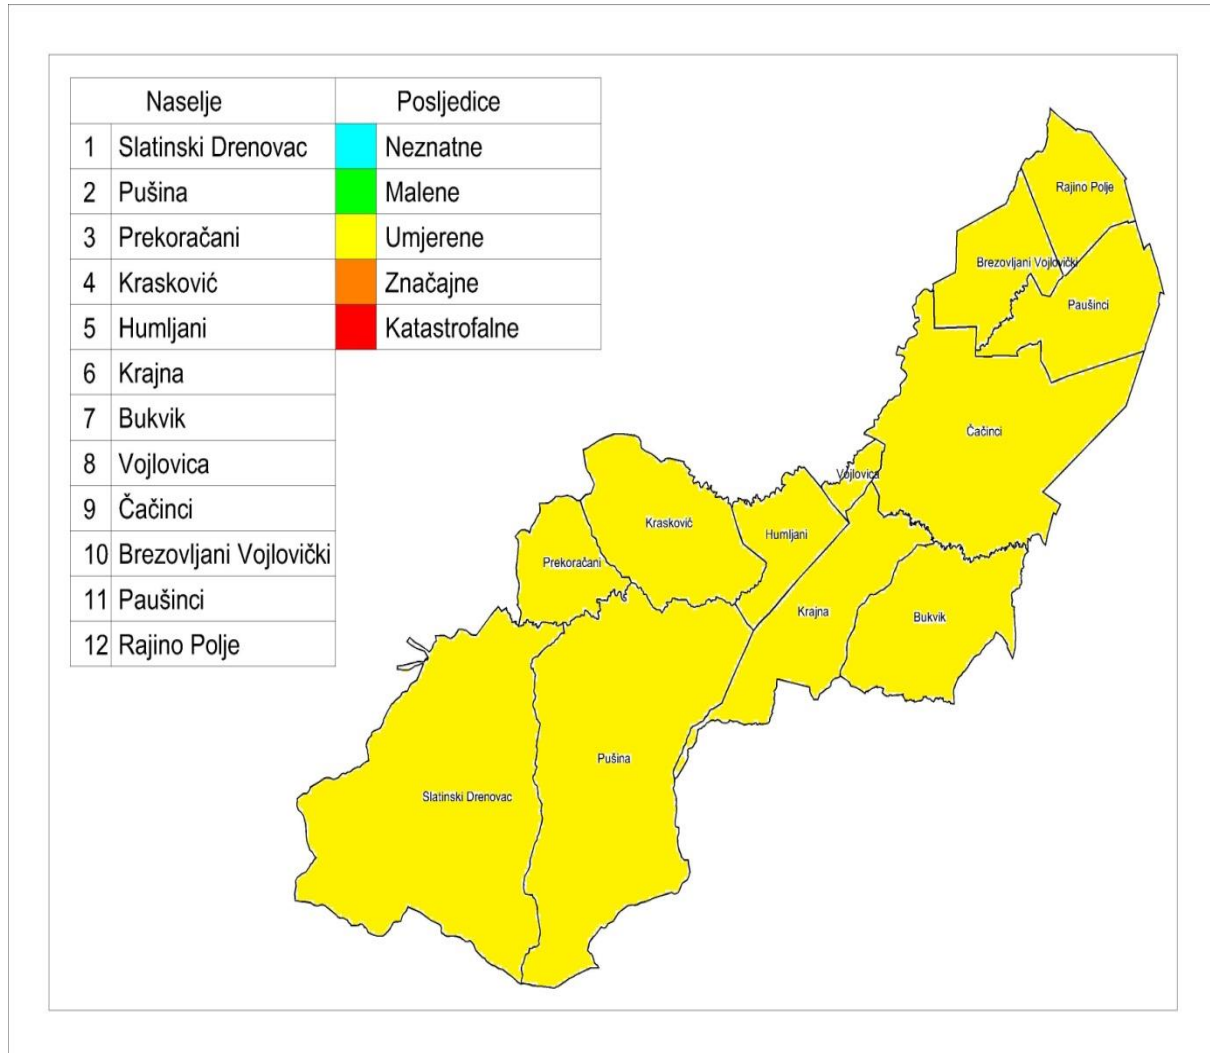 Naselje Posljedice
1 Slatinski Drenovac Neznatne
2 Pušina Malene
3 Prekoračani Umjerene
4 Krasković Značajne
5 Humljani Katastrofalne
6 Krajna
7 Bukvik
8 Vojlovica
9 Čačinci
10 Brezovljani Vojlovički
11 Paušinci
12 Rajino Polje
Rajino Polje
Brezovljani Vojlovički
Paušinci
Čačinci
Vojlovica
Kraskovič
Humljani
Prekoračani
Krajna
Bukvik
Pušina
Slatinski Drenovac